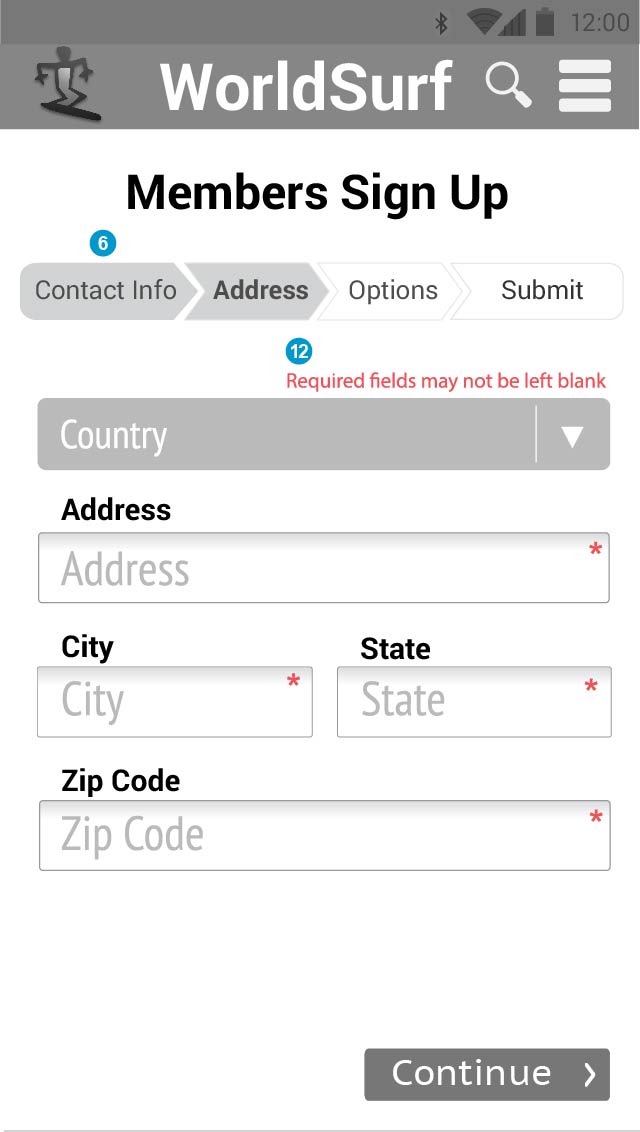 12:00
WorldSurf
Members Sign Up
6
Contact Info Address Options Submit
12
Required fields may not be left blank
Country
Address
Address *
City State
City * State *
Zip Code
Zip Code *
Continue